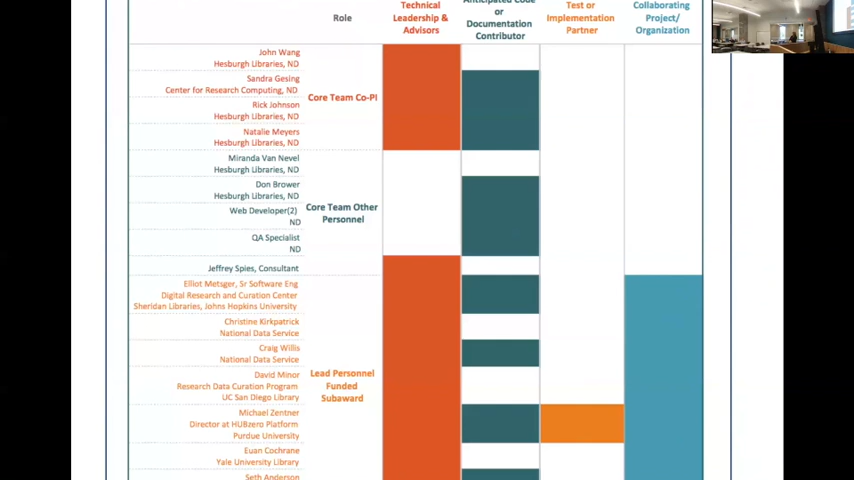 Role
Technical
Leadership &
Advisors
Anticipated Code
or
Documentation
Contributor
Test or
Implementation
Partner
Collaborating
Project/
Organization
John Wang
Hesburgh Libraries, ND
Sandra Gesing
Center for Research Computing, ND
Rick Johnson
Hesburgh Libraries, ND
Natalie Meyers
Hesburgh Libraries, ND
Core Team Co-PI
Miranda Van Nevel
Hesburgh Libraries, ND
Don Brower
Hesburgh Libraries, ND
Web Developer(2)
ND
QA Specialist
ND
Core Team Other
Personnel
Jeffrey Spies, Consultant
Elliot Metsger, Sr Software Eng
Digital Research and Curation Center
Sheridan Libraries, Johns Hopkins University
Christine Kirkpatrick
National Data Service
Craig Willis
National Data Service
David Minor
Research Data Curation Program
UC San Diego Library
Michael Zentner
Director at HUBzero Platform
Purdue University
Euan Cochrane
Yale University Library
Seth Anderson
Lead Personnel
Funded
Subaward